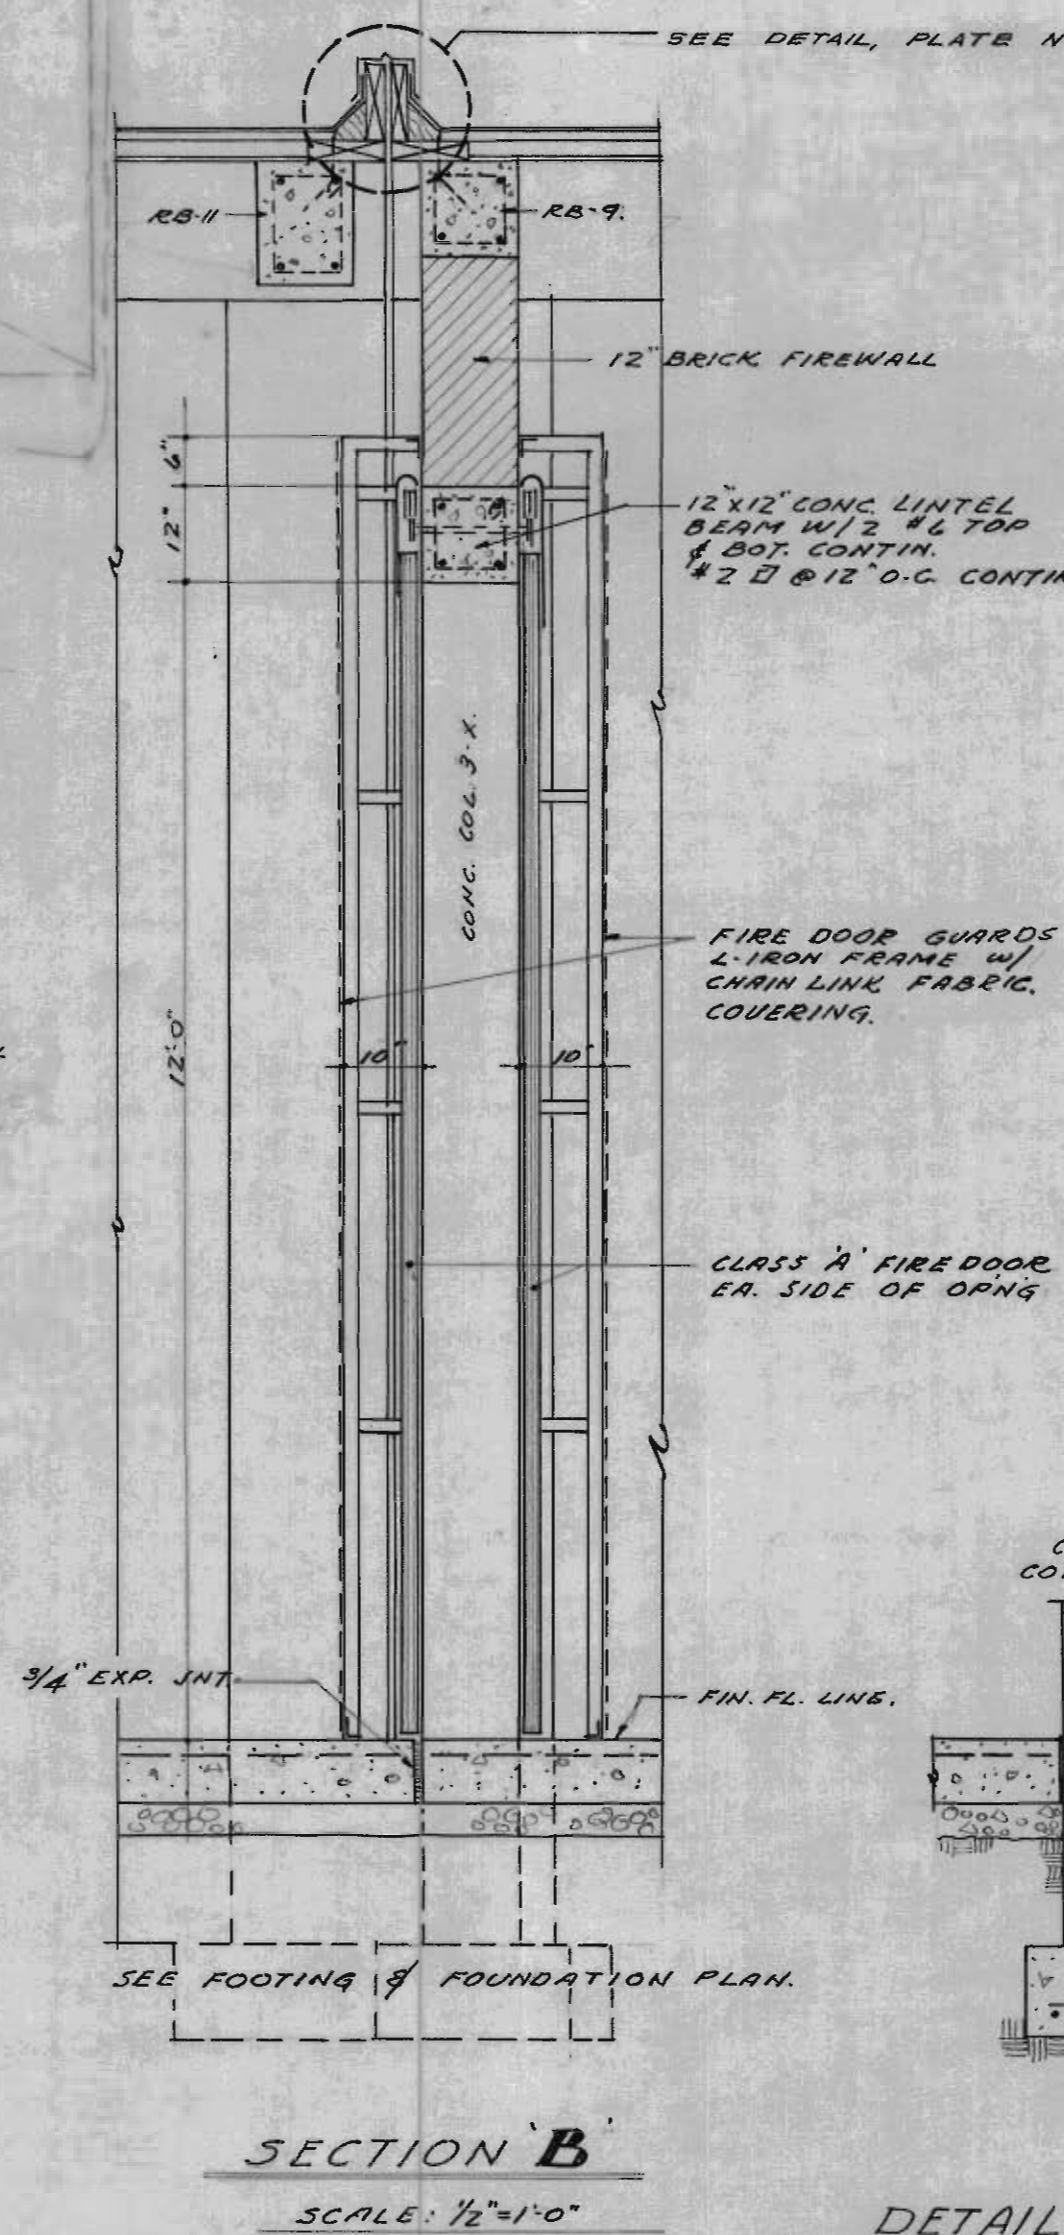 SEE DETAIL, PLATE N
RB-11
RB-9.
12" BRICK FIREWALL
6"
12"
12"X12" CONC. LINTEL
BEAM W/ 2 #6 TOP
& BOT. CONTIN.
#2 @ 12" O.C. CONTIN
CONC. COL. 3-X.
FIRE DOOR GUARDS
L-IRON FRAME W/
CHAIN LINK FABRIC.
COVERING.
10"
10"
12'-0"
CLASS 'A' FIRE DOOR
EA. SIDE OF OPNG
CO
3/4" EXP. JNT.
FIN. FL. LINE.
SEE FOOTING & FOUNDATION PLAN.
SECTION 'B'
SCALE: 1/2"=1'-0"
DETAIL